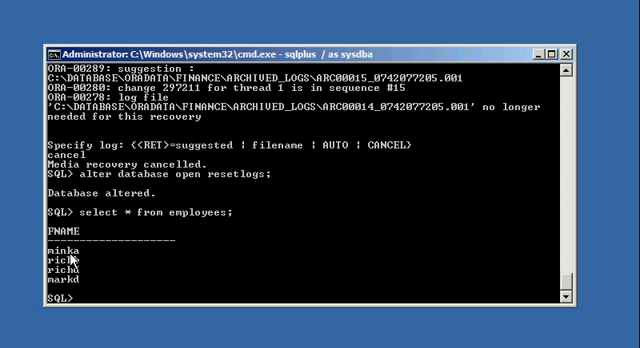 Administrator: C:\Windows\system32\cmd.exe - sqlplus / as sysdba
ORA-00289: suggestion :
C:\DATABASE\ORADATA\FINANCE\ARCHIVED_LOGS\ARC00015_0742077205.001
ORA-00280: change 297211 for thread 1 is in sequence #15
ORA-00278: log file
'C:\DATABASE\ORADATA\FINANCE\ARCHIVED_LOGS\ARC00014_0742077205.001' no longer
needed for this recovery
Specify log: {<RET>=suggested | filename | AUTO | CANCEL}
cancel
Media recovery cancelled.
SQL> alter database open resetlogs;
Database altered.
SQL> select * from employees;
FNAME
--------------------
minka
richd
markd
SQL>